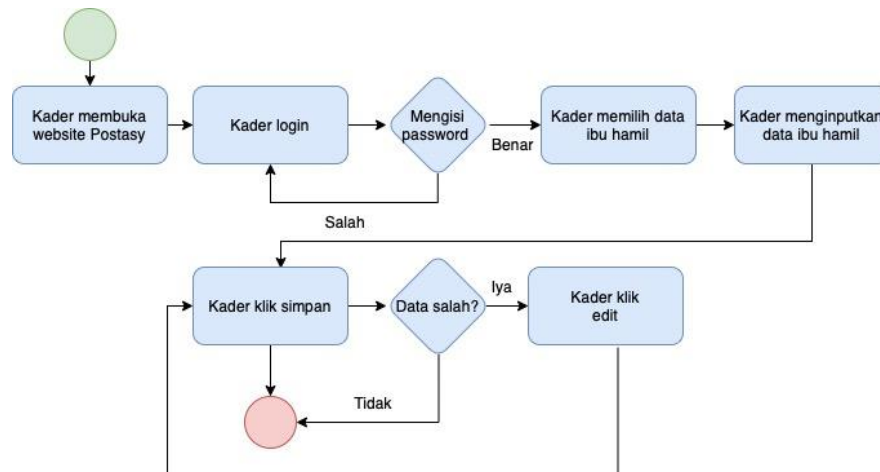 Kader membuka
website Postasy
Kader login
Mengisi
password
Benar
Kader memilih data
ibu hamil
Kader menginputkan
data ibu hamil
Salah
Kader klik simpan
Data salah?
Iya
Kader klik
edit
Tidak